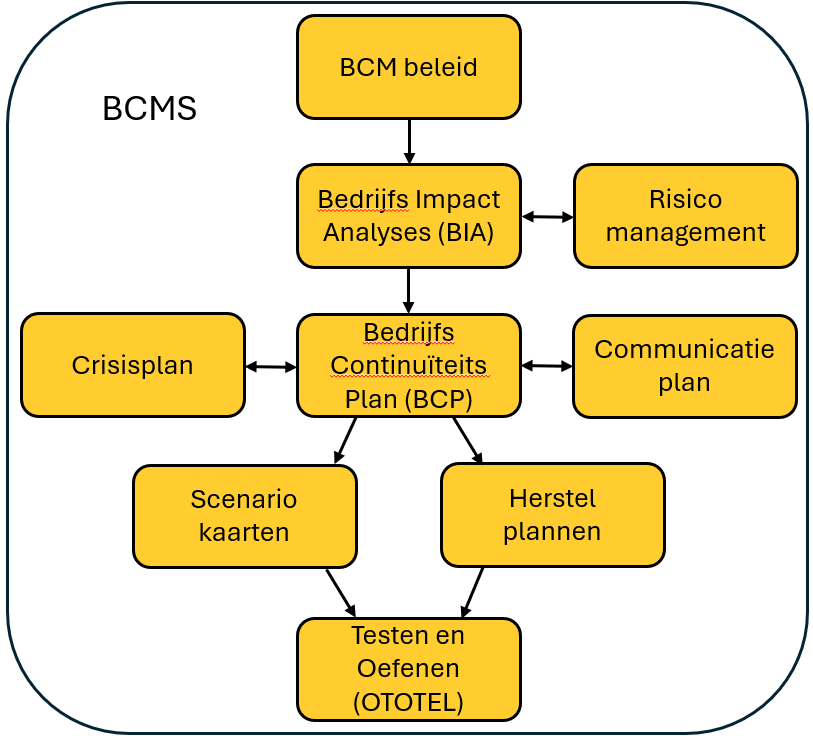 BCM beleid
BCMS
Bedrijfs Impact
Analyses (BIA)
Risico
management
Crisisplan
Bedrijfs
Continuïteits
Plan (BCP)
Communicatie
plan
Scenario
kaarten
Herstel
plannen
Testen en
Oefenen
(OTOTEL)